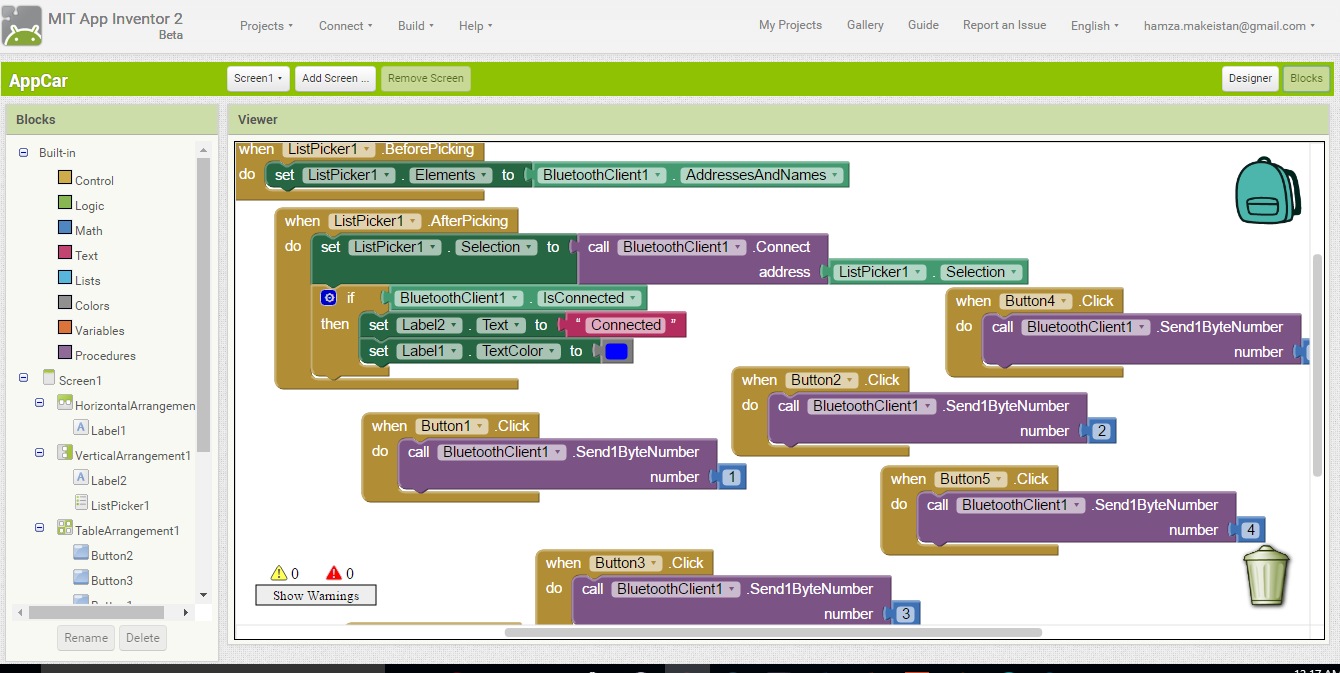 MIT App Inventor 2
Beta
Projects Connect Build Help
My Projects Gallery Guide Report an Issue English hamza.makeistan@gmail.com
AppCar
Screen1 Add Screen ... Remove Screen
Designer Blocks
Blocks
Built-in
Control
Logic
Math
Text
Lists
Colors
Variables
Procedures
Screen1
HorizontalArrangemen
A Label1
VerticalArrangement1
A Label2
ListPicker1
TableArrangement1
Button2
Button3
Rename Delete
Viewer
when ListPicker1 .BeforePicking
do set ListPicker1 . Elements to BluetoothClient1 . AddressesAndNames
when ListPicker1 .AfterPicking
do set ListPicker1 . Selection to call BluetoothClient1 .Connect
address ListPicker1 . Selection
if BluetoothClient1 . IsConnected
then set Label2 . Text to “ Connected ”
set Label1 . TextColor to
when Button4 .Click
do call BluetoothClient1 .Send1ByteNumber
number
when Button2 .Click
do call BluetoothClient1 .Send1ByteNumber
number 2
when Button1 .Click
do call BluetoothClient1 .Send1ByteNumber
number 1
when Button5 .Click
do call BluetoothClient1 .Send1ByteNumber
number 4
when Button3 .Click
do call BluetoothClient1 .Send1ByteNumber
number 3
0 0
Show Warnings